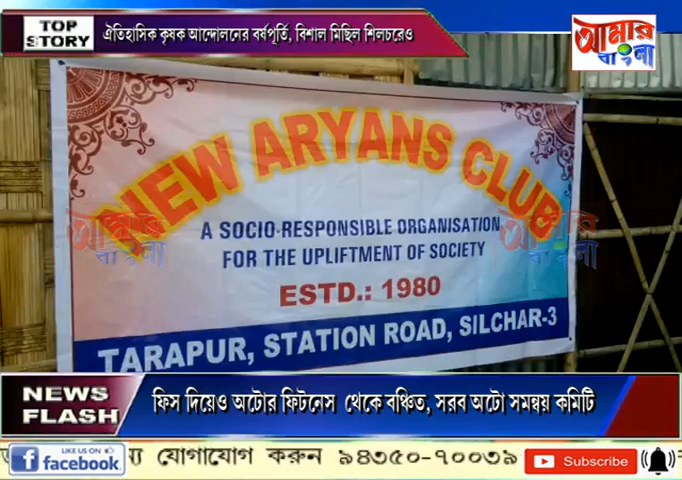 TOP STORY
ঐতিহাসিক কৃষক আন্দোলনের বর্ষপূর্তি, বিশাল মিছিল শিলচরেও
আমার বাংলা
NEW ARYANS CLUB
A SOCIO-RESPONSIBLE ORGANISATION
FOR THE UPLIFTMENT OF SOCIETY
ESTD.: 1980
TARAPUR, STATION ROAD, SILCHAR-3
আমার বাংলা
আমার বাংলা
NEWS FLASH
ফিস দিয়েও অটোর ফিটনেস থেকে বঞ্চিত, সরব অটো সমন্বয় কমিটি
LIKE US ON
facebook
যোগাযোগ করুন ৯৪৩৫০-৭০০৩৯
Subscribe